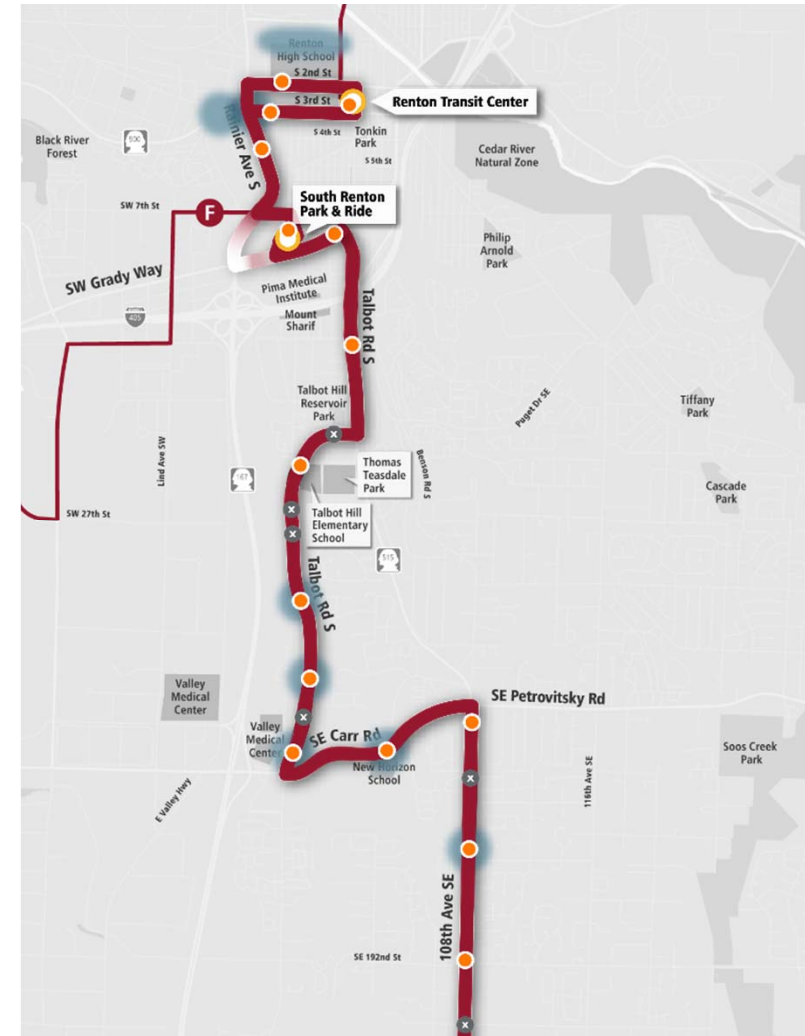 Renton
High School
S 2nd St
S 3rd St
Renton Transit Center
S 4th St
Tonkin
Park
S 5th St
Black River
Forest
900
Rainier Ave S
Cedar River
Natural Zone
SW 7th St
F
South Renton
Park & Ride
Philip
Arnold
Park
SW Grady Way
Pima Medical
Institute
Mount
Sharif
405
Talbot Rd S
Talbot Hill
Reservoir
Park
Puget Dr SE
Tiffany
Park
x
Lind Ave SW
167
Thomas
Teasdale
Park
Benson Rd S
Cascade
Park
SW 27th St
x
x
Talbot Hill
Elementary
School
515
Talbot Rd S
Valley
Medical
Center
x
SE Petrovitsky Rd
Valley
Medical
Center
SE Carr Rd
New Horizon
School
Soos Creek
Park
E Valley Hwy
x
116th Ave SE
108th Ave SE
SE 192nd St
x